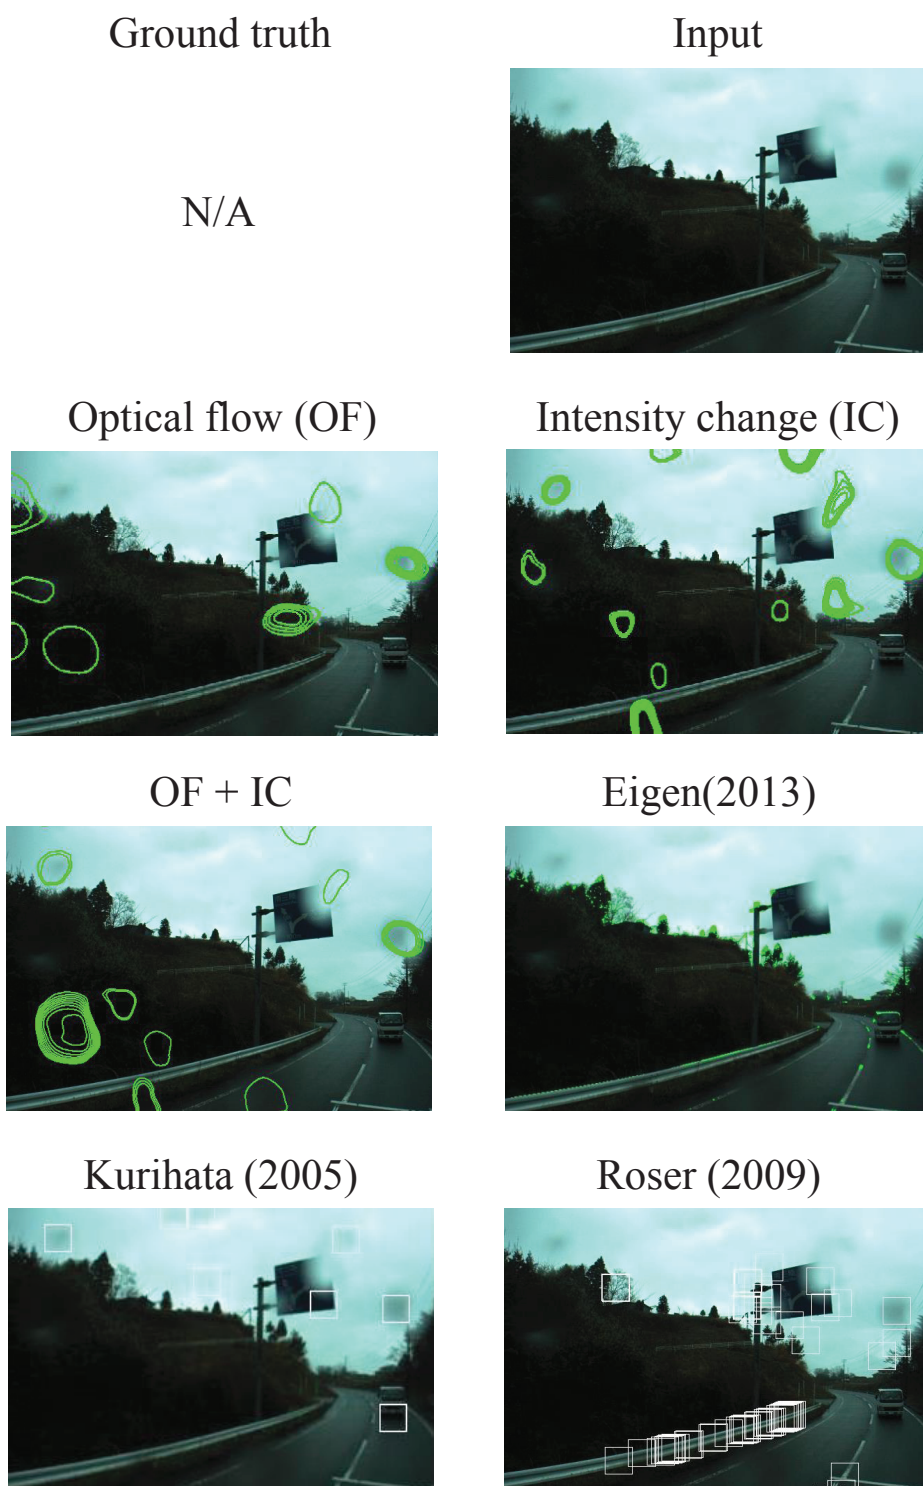 Ground truth
Input
N/A
Optical flow (OF)
Intensity change (IC)
OF + IC
Eigen(2013)
Kurihata (2005)
Roser (2009)